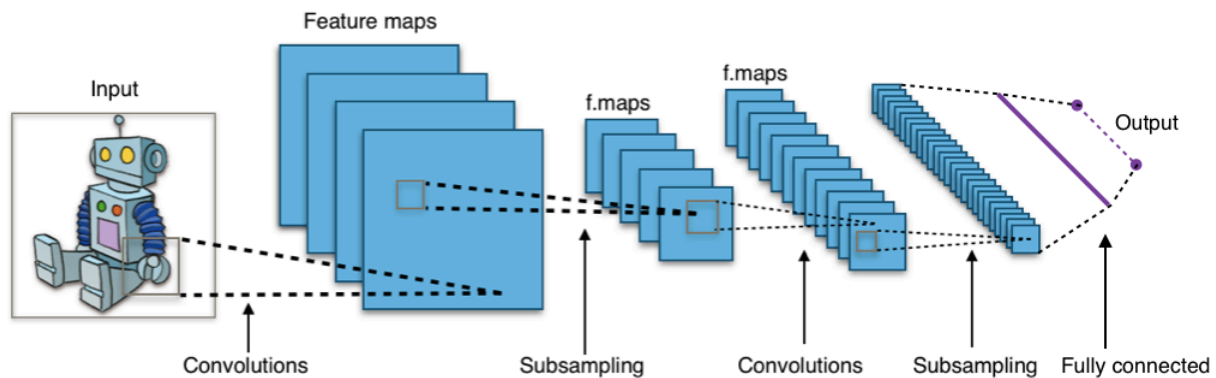 Feature maps
Input
f.maps
f.maps
Output
Convolutions
Subsampling
Convolutions
Subsampling
Fully connected